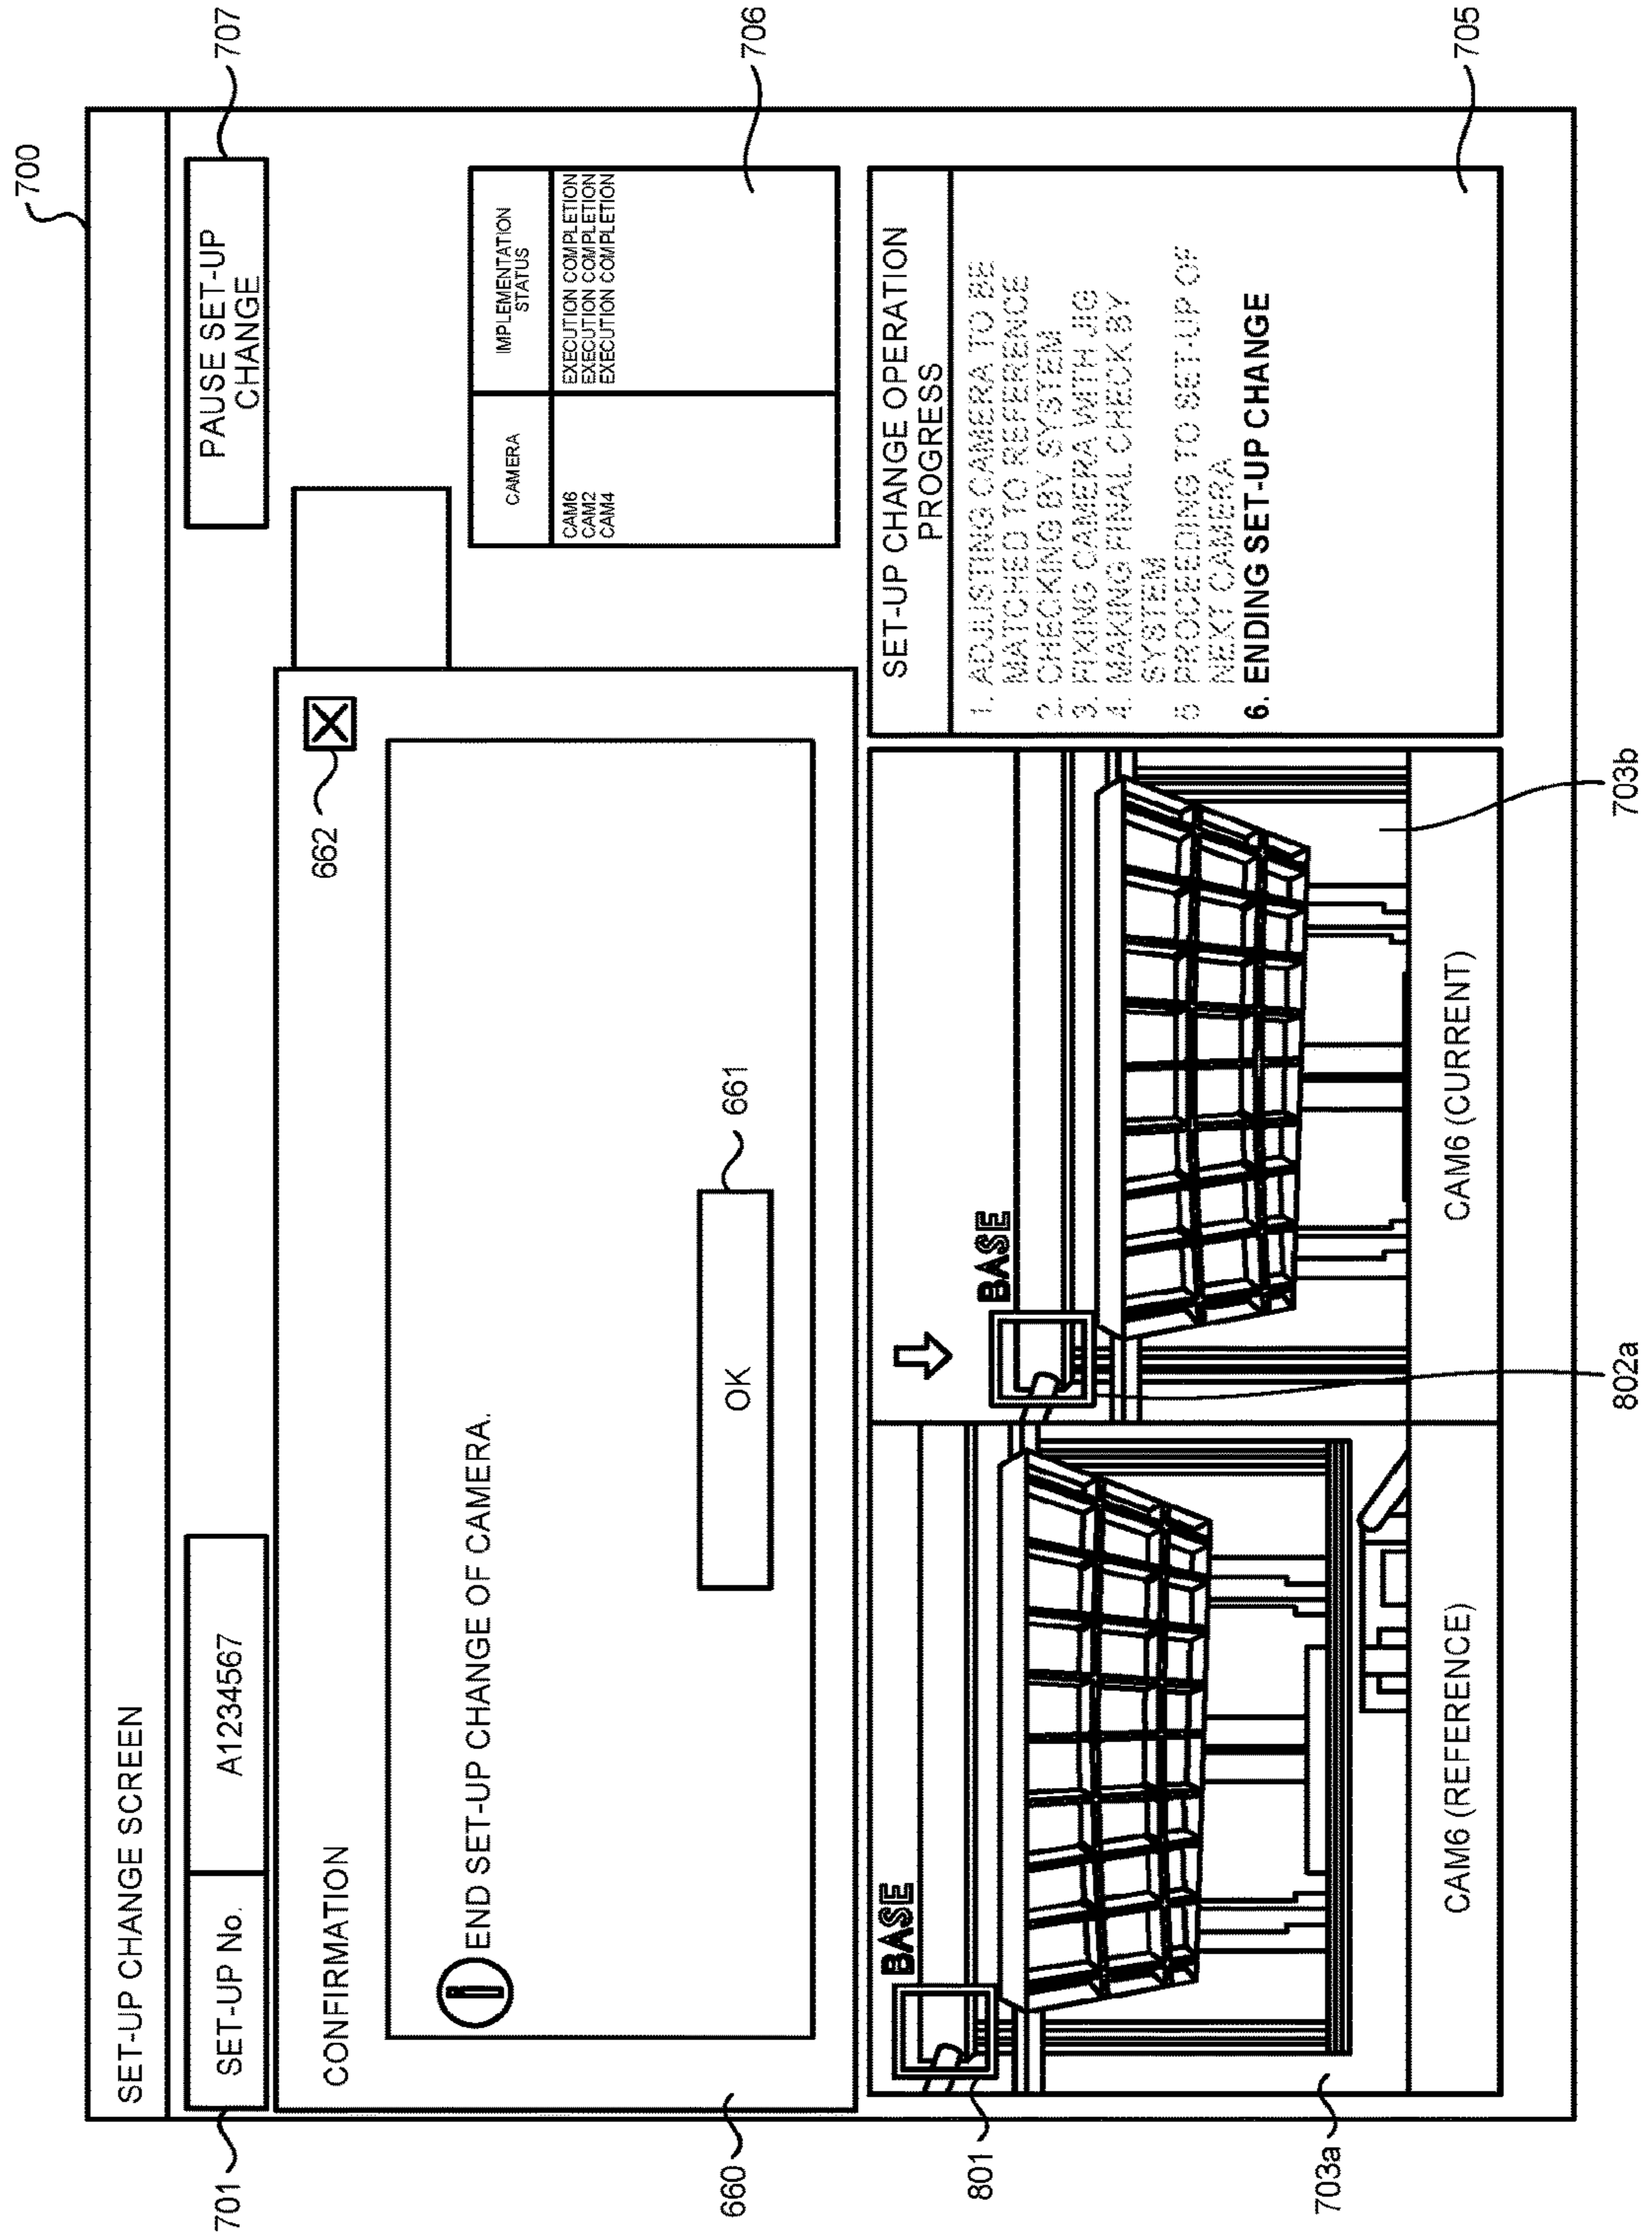 700
SET-UP CHANGE SCREEN
701
SET-UP No.
A1234567
PAUSE SET-UP
CHANGE
707
CONFIRMATION
662
END SET-UP CHANGE OF CAMERA.
OK
661
660
CAMERA
IMPLEMENTATION
STATUS
CAM6 EXECUTION COMPLETION
CAM2 EXECUTION COMPLETION
CAM4 EXECUTION COMPLETION
706
BASE
801
CAM6 (REFERENCE)
703a
BASE
802a
CAM6 (CURRENT)
703b
SET-UP CHANGE OPERATION
PROGRESS
1. ADJUSTING CAMERA TO BE
MATCHED TO REFERENCE
2. CHECKING BY SYSTEM
3. FIXING CAMERA WITH JIG
4. MAKING FINAL CHECK BY
SYSTEM
5 PROCEEDING TO SET-UP OF
NEXT CAMERA
6. ENDING SET-UP CHANGE
705